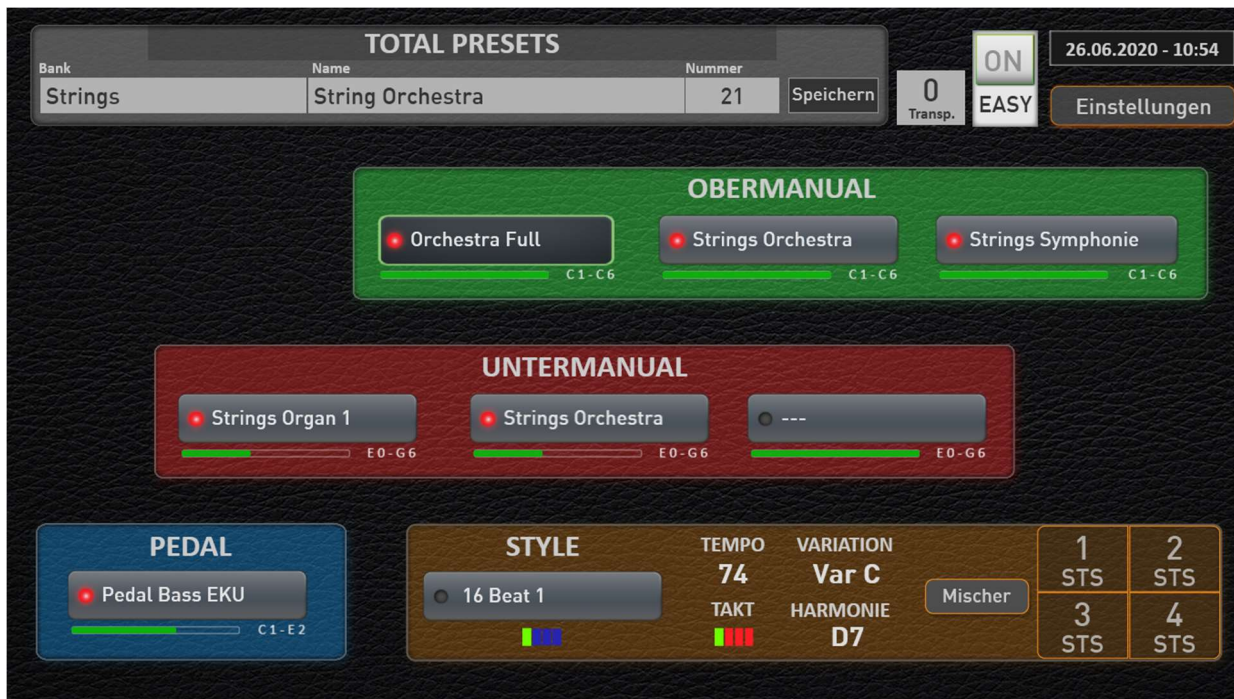 TOTAL PRESETS
Bank Name Nummer
Strings String Orchestra 21 Speichern
0
Transp.
ON
EASY
26.06.2020 - 10:54
Einstellungen
OBERMANUAL
Orchestra Full Strings Orchestra Strings Symphonie
C1-C6 C1-C6 C1-C6
UNTERMANUAL
Strings Organ 1 Strings Orchestra ---
E0-G6 E0-G6 E0-G6
PEDAL
Pedal Bass EKU
C1-E2
STYLE
16 Beat 1
TEMPO VARIATION
74 Var C
TAKT HARMONIE
D7
Mischer
1 2
STS STS
3 4
STS STS